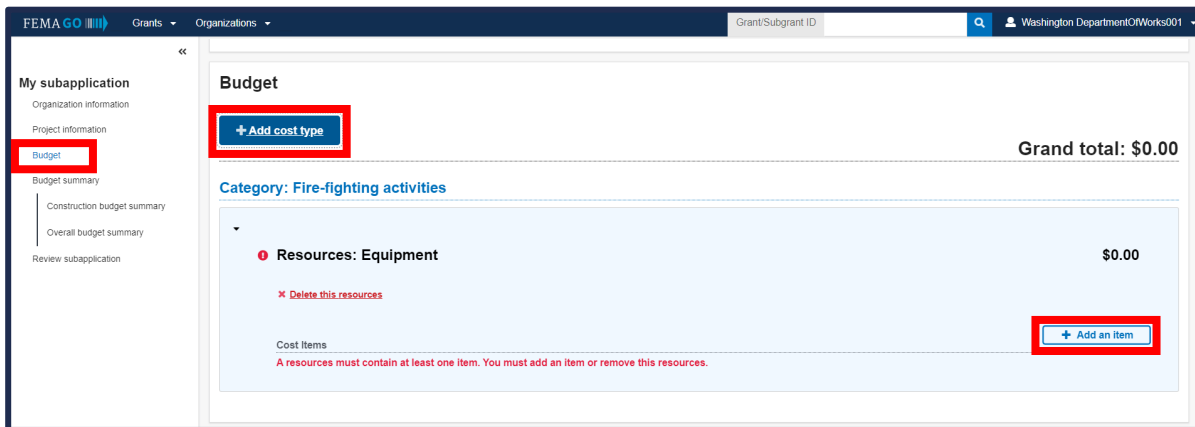 FEMA GO Grants Organizations Grant/Subgrant ID Washington DepartmentOfWorks001
«
My subapplication
Organization information
Project information
Budget
Budget summary
Construction budget summary
Overall budget summary
Review subapplication
Budget
+ Add cost type
Grand total: $0.00
Category: Fire-fighting activities
Resources: Equipment $0.00
Delete this resources
+ Add an item
Cost Items
A resources must contain at least one item. You must add an item or remove this resources.